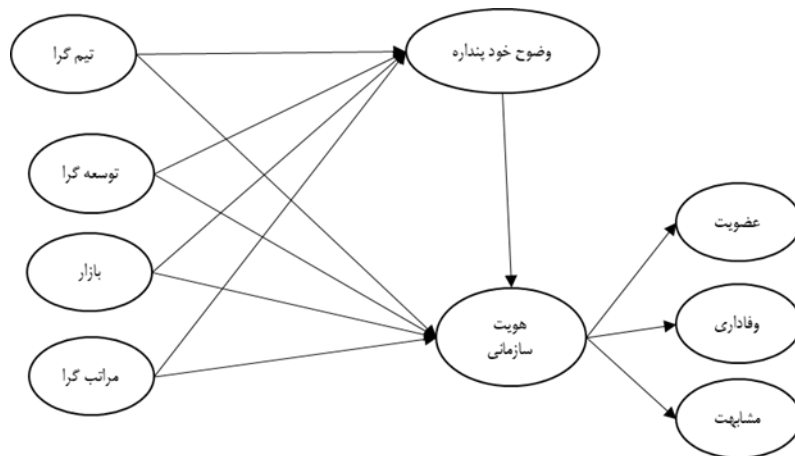 تیم گرا
وضوح خود پنداره
توسعه گرا
عضویت
بازار
هویت
سازمانی
وفاداری
مراتب گرا
مشابهت